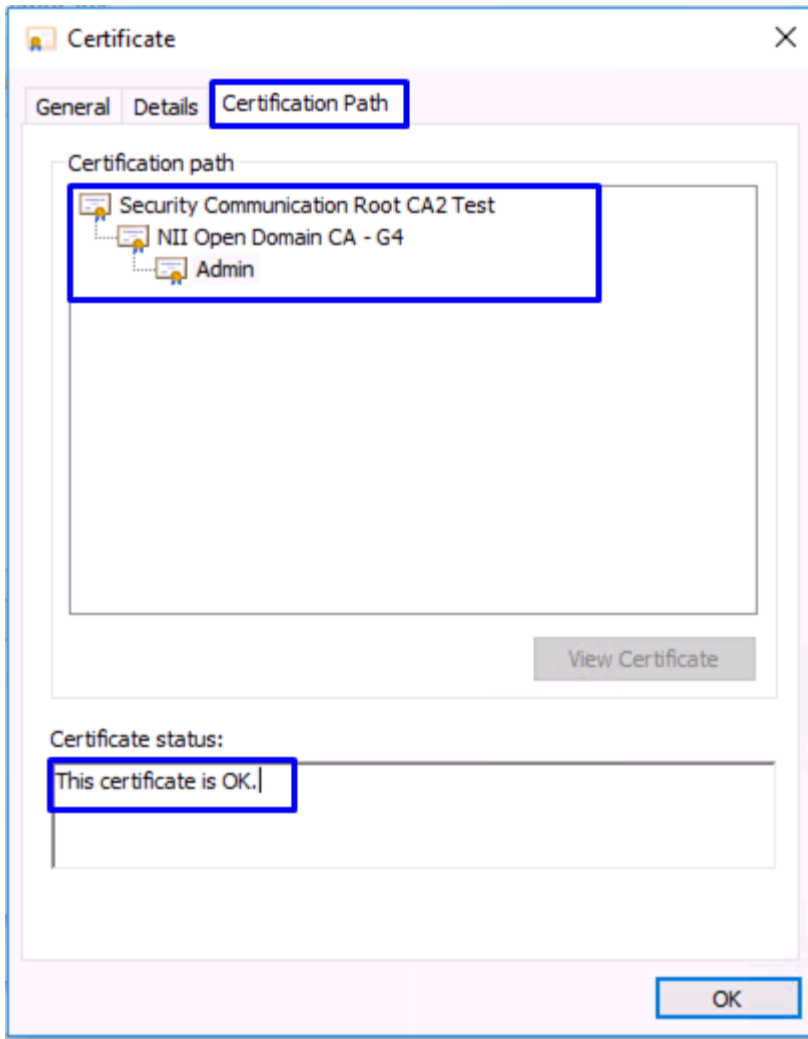 Certificate
General Details Certification Path
Certification path
Security Communication Root CA2 Test
NII Open Domain CA - G4
Admin
View Certificate
Certificate status:
This certificate is OK.
OK